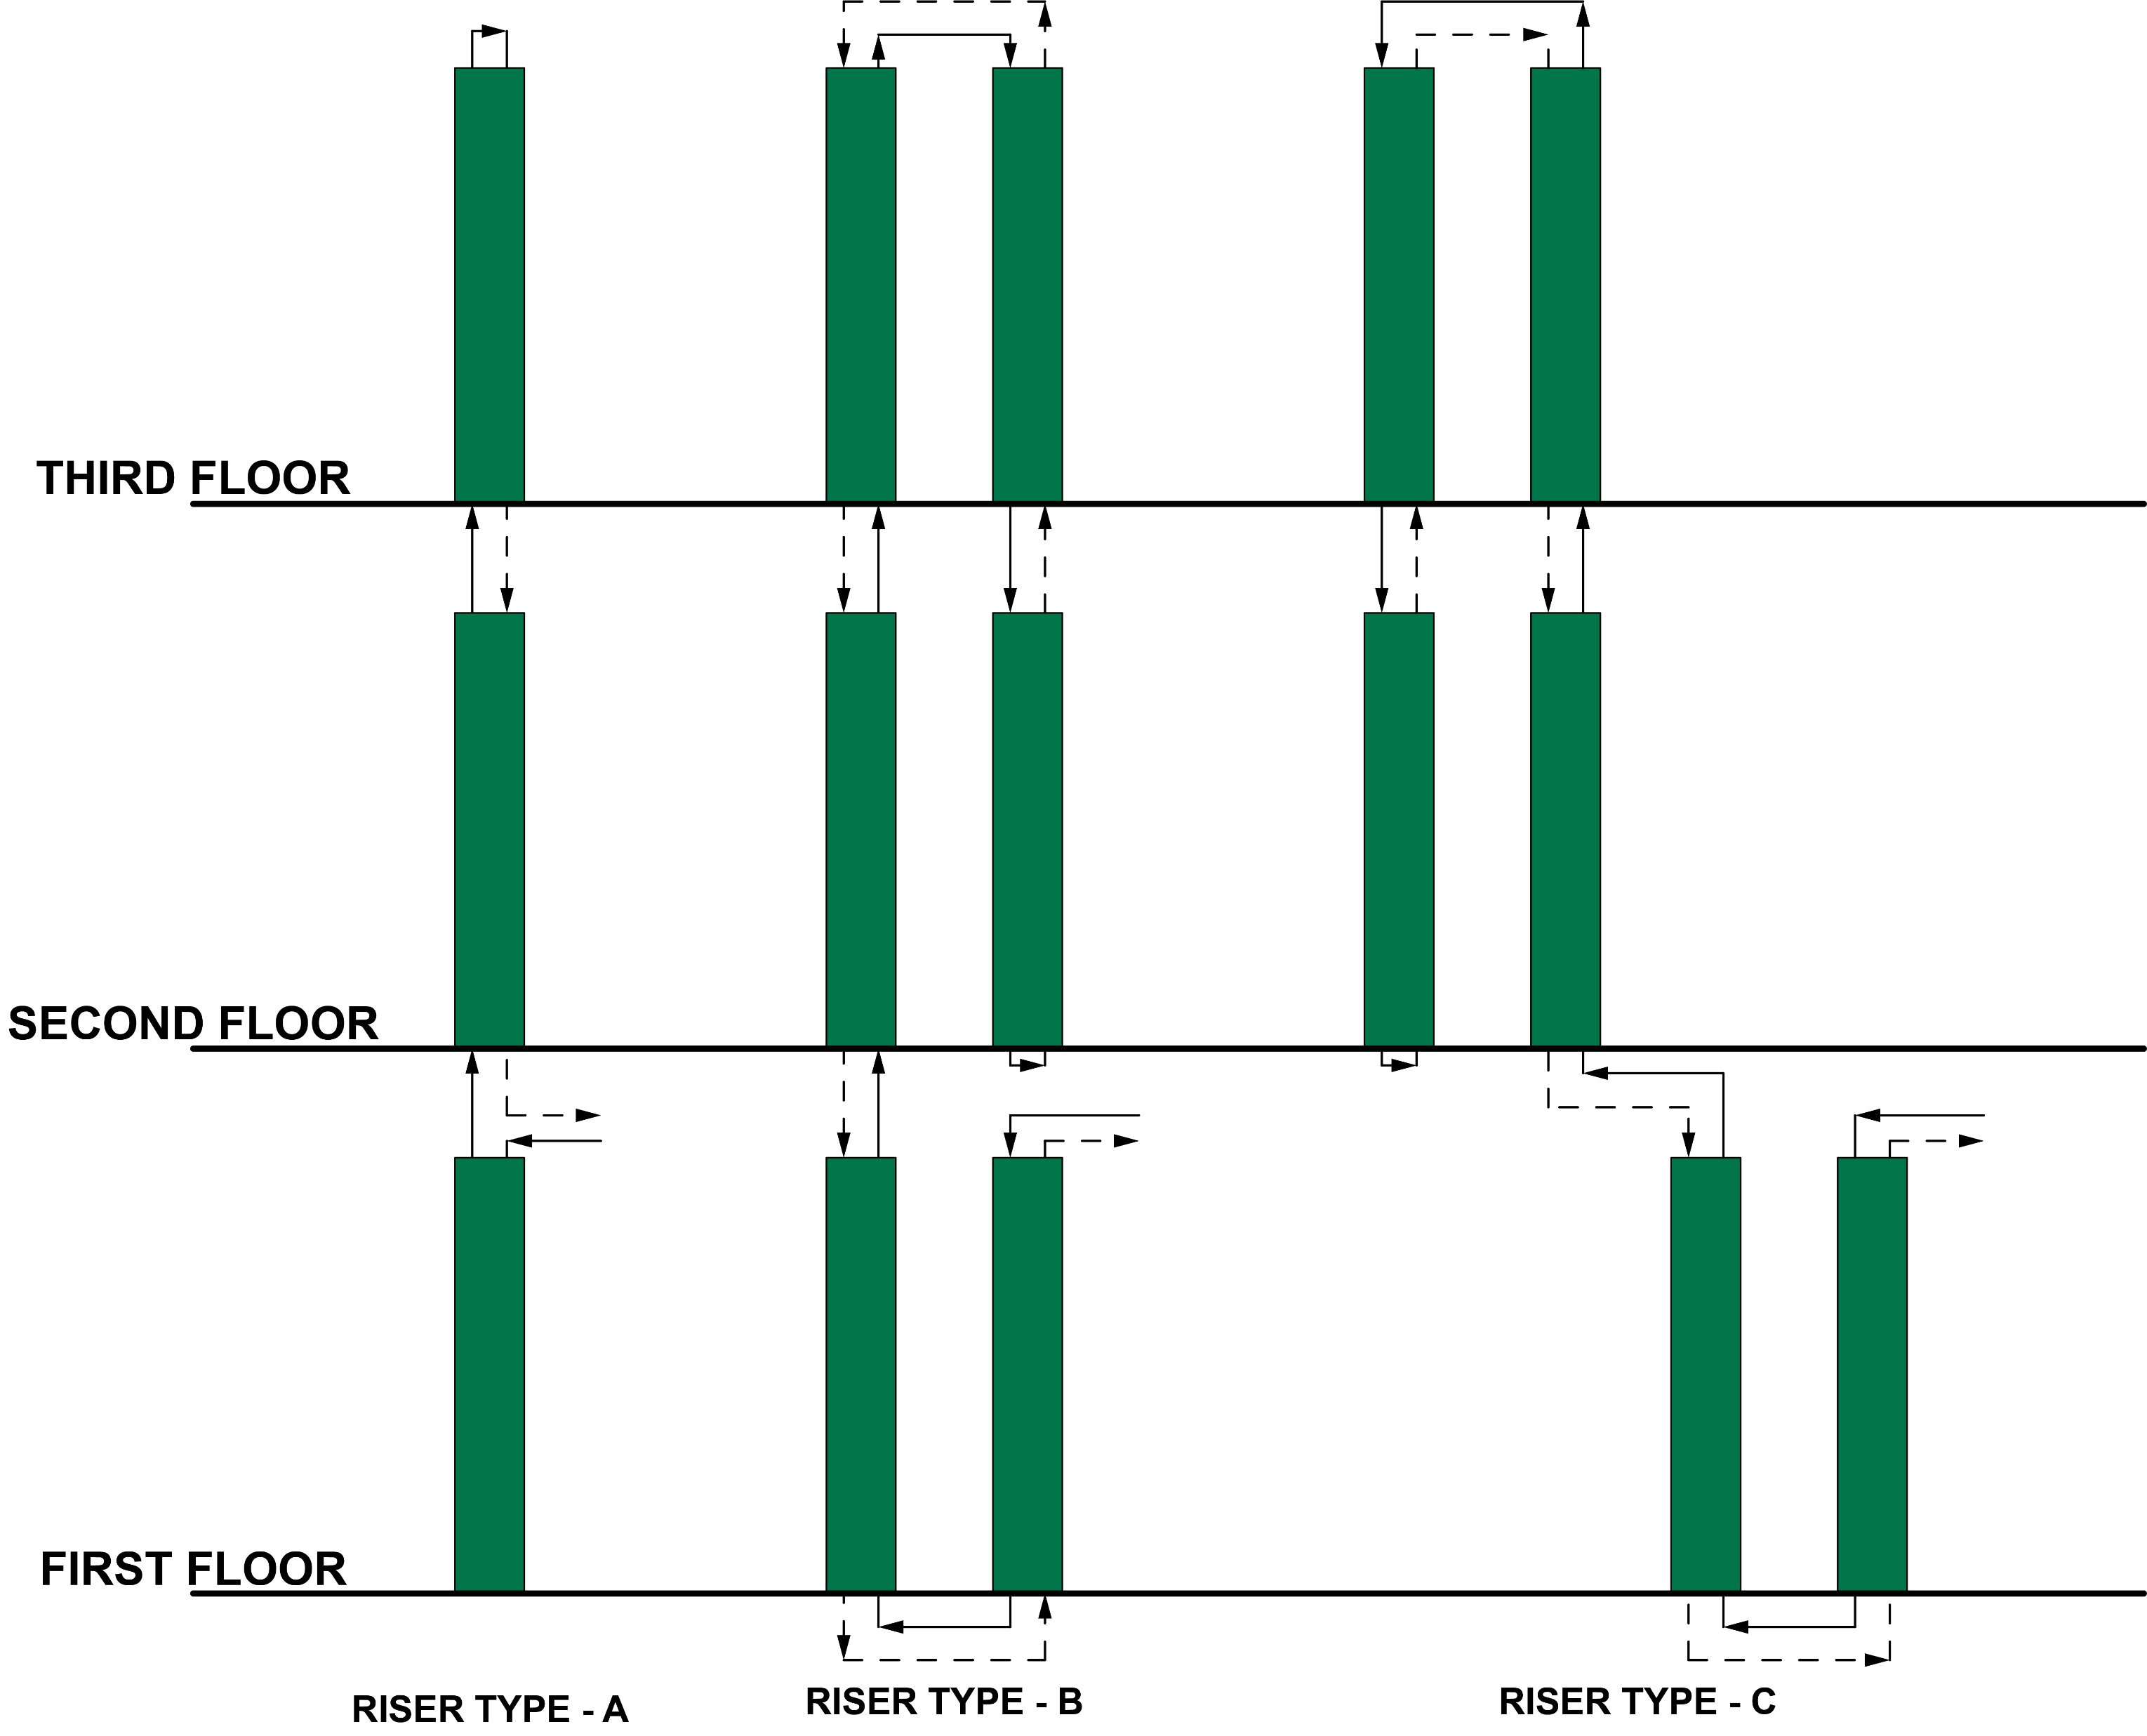 THIRD FLOOR
SECOND FLOOR
FIRST FLOOR
RISER TYPE - A
RISER TYPE - B
RISER TYPE - C